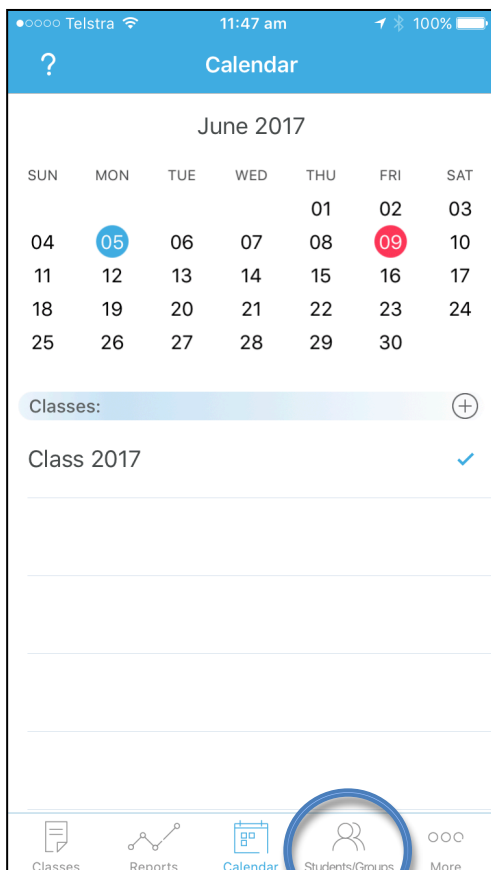 Telstra 11:47 am 100%
? Calendar
June 2017
SUN MON TUE WED THU FRI SAT
01 02 03
04 05 06 07 08 09 10
11 12 13 14 15 16 17
18 19 20 21 22 23 24
25 26 27 28 29 30
Classes:
Class 2017
Classes Reports Calendar Students/Groups More